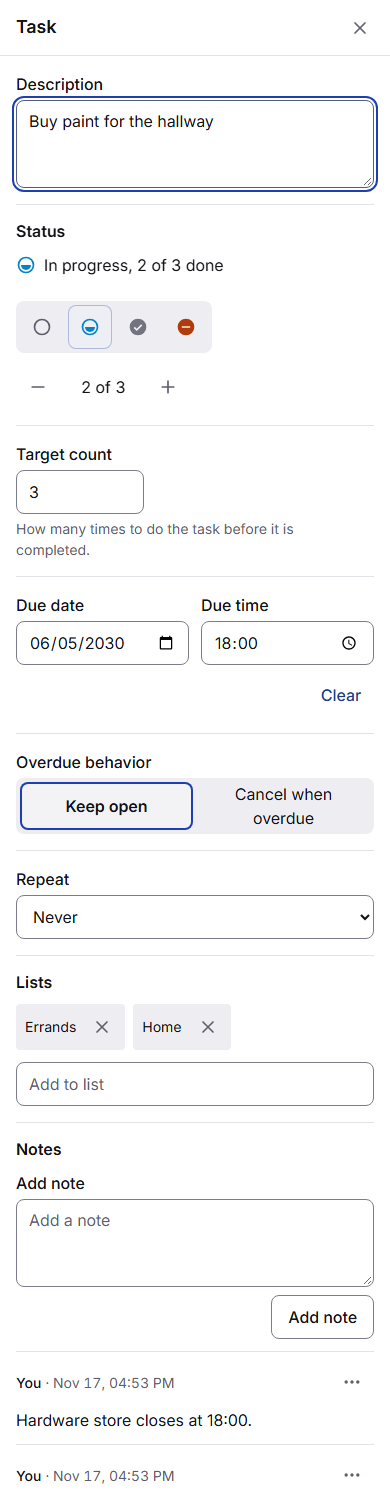 Task
Description
Buy paint for the hallway
Status
In progress, 2 of 3 done
2 of 3
Target count
3
How many times to do the task before it is
completed.
Due date
Due time
06/05/2030
18:00
Clear
Overdue behavior
Keep open
Cancel when
overdue
Repeat
Never
Lists
Errands
Home
Add to list
Notes
Add note
Add a note
Add note
You · Nov 17, 04:53 PM
Hardware store closes at 18:00.
You · Nov 17, 04:53 PM